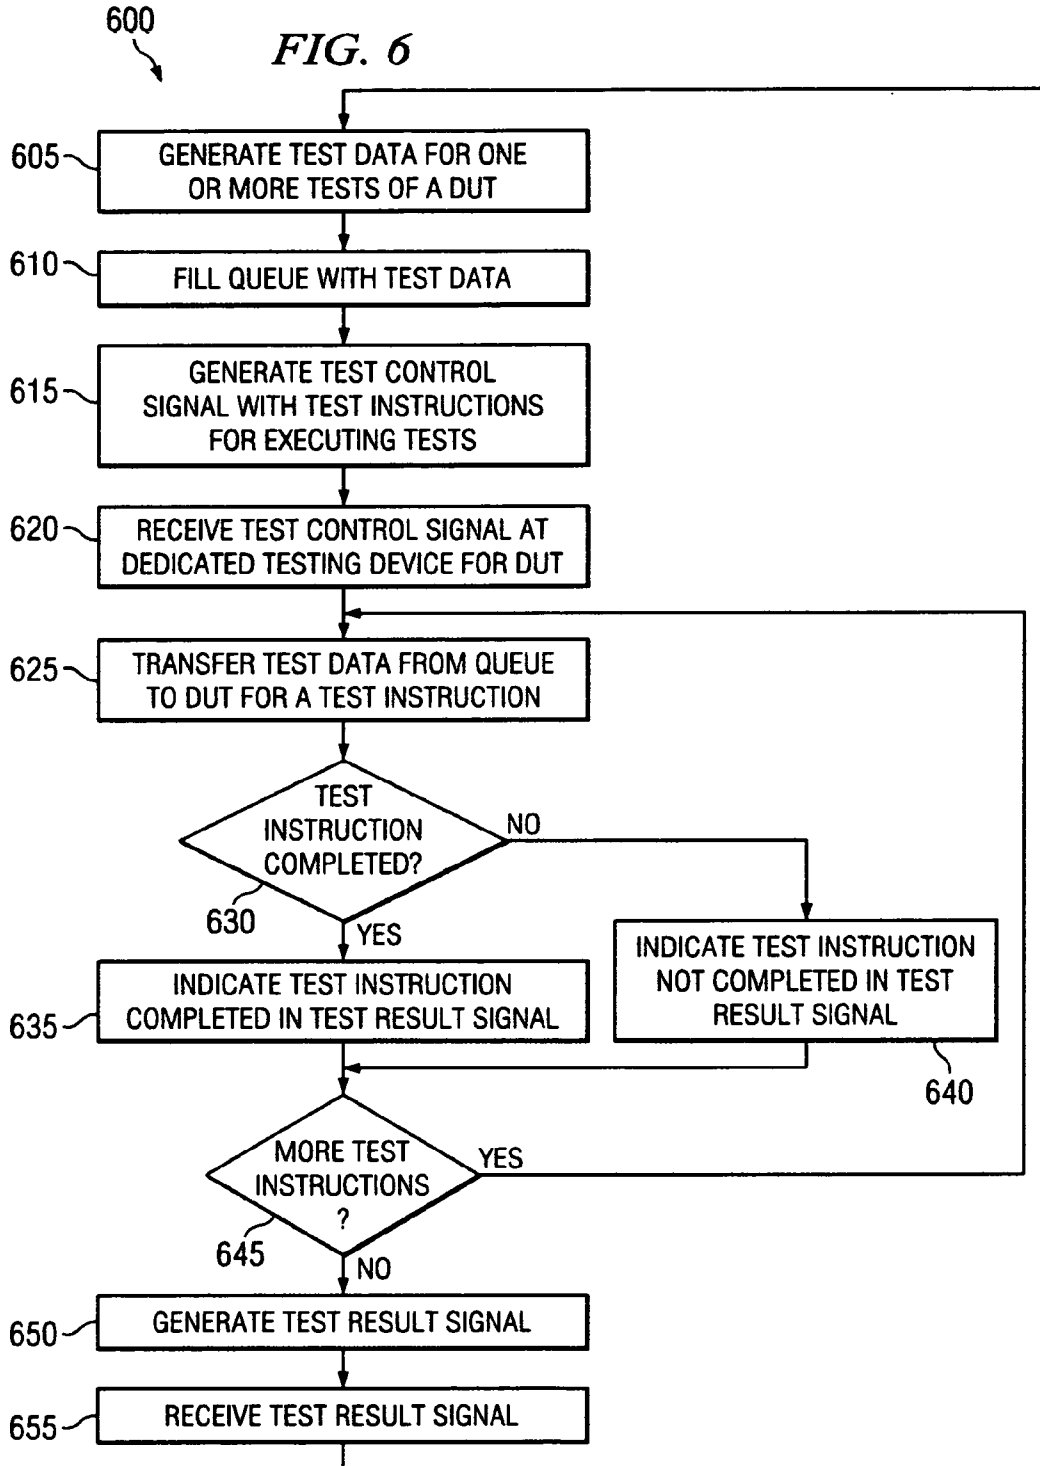 600
FIG. 6
605
GENERATE TEST DATA FOR ONE
OR MORE TESTS OF A DUT
610
FILL QUEUE WITH TEST DATA
615
GENERATE TEST CONTROL
SIGNAL WITH TEST INSTRUCTIONS
FOR EXECUTING TESTS
620
RECEIVE TEST CONTROL SIGNAL AT
DEDICATED TESTING DEVICE FOR DUT
625
TRANSFER TEST DATA FROM QUEUE
TO DUT FOR A TEST INSTRUCTION
TEST
INSTRUCTION
COMPLETED?
630
NO
YES
635
INDICATE TEST INSTRUCTION
COMPLETED IN TEST RESULT SIGNAL
INDICATE TEST INSTRUCTION
NOT COMPLETED IN TEST
RESULT SIGNAL
640
MORE TEST
INSTRUCTIONS
?
645
YES
NO
650
GENERATE TEST RESULT SIGNAL
655
RECEIVE TEST RESULT SIGNAL